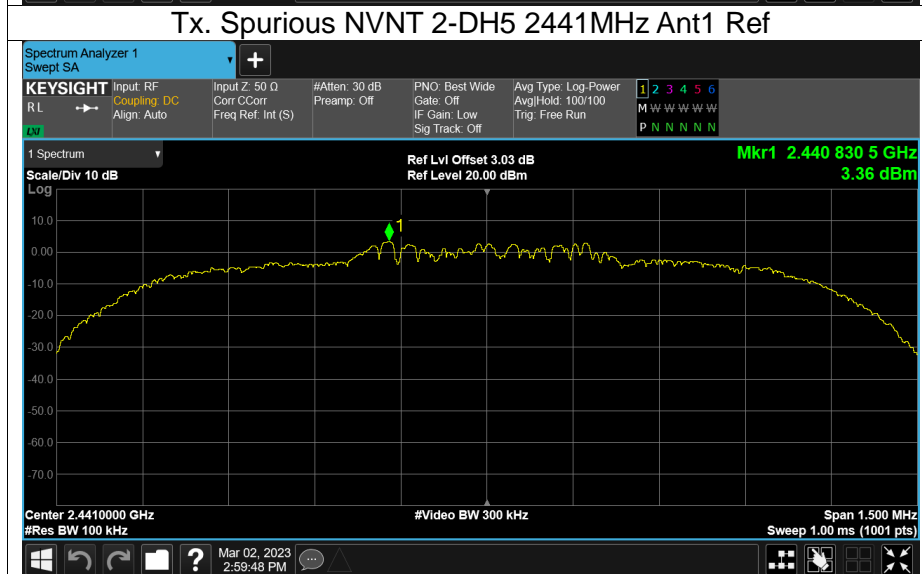 Tx. Spurious NVNT 2-DH5 2441MHz Ant1 Ref
Spectrum Analyzer 1
Swept SA
KEYSIGHT
R L
LXI
Input: RF
Coupling: DC
Align: Auto
Input Z: 50 Ω
Corr CCorr
Freq Ref: Int (S)
#Atten: 30 dB
Preamp: Off
PNO: Best Wide
Gate: Off
IF Gain: Low
Sig Track: Off
Avg Type: Log-Power
Avg|Hold: 100/100
Trig: Free Run
1 2 3 4 5 6
M W W W W W
P N N N N N
1 Spectrum
Scale/Div 10 dB
Log
Ref Lvl Offset 3.03 dB
Ref Level 20.00 dBm
Mkr1 2.440 830 5 GHz
3.36 dBm
1
10.0
0.00
-10.0
-20.0
-30.0
-40.0
-50.0
-60.0
-70.0
Center 2.4410000 GHz
#Res BW 100 kHz
#Video BW 300 kHz
Span 1.500 MHz
Sweep 1.00 ms (1001 pts)
?
Mar 02, 2023
2:59:48 PM